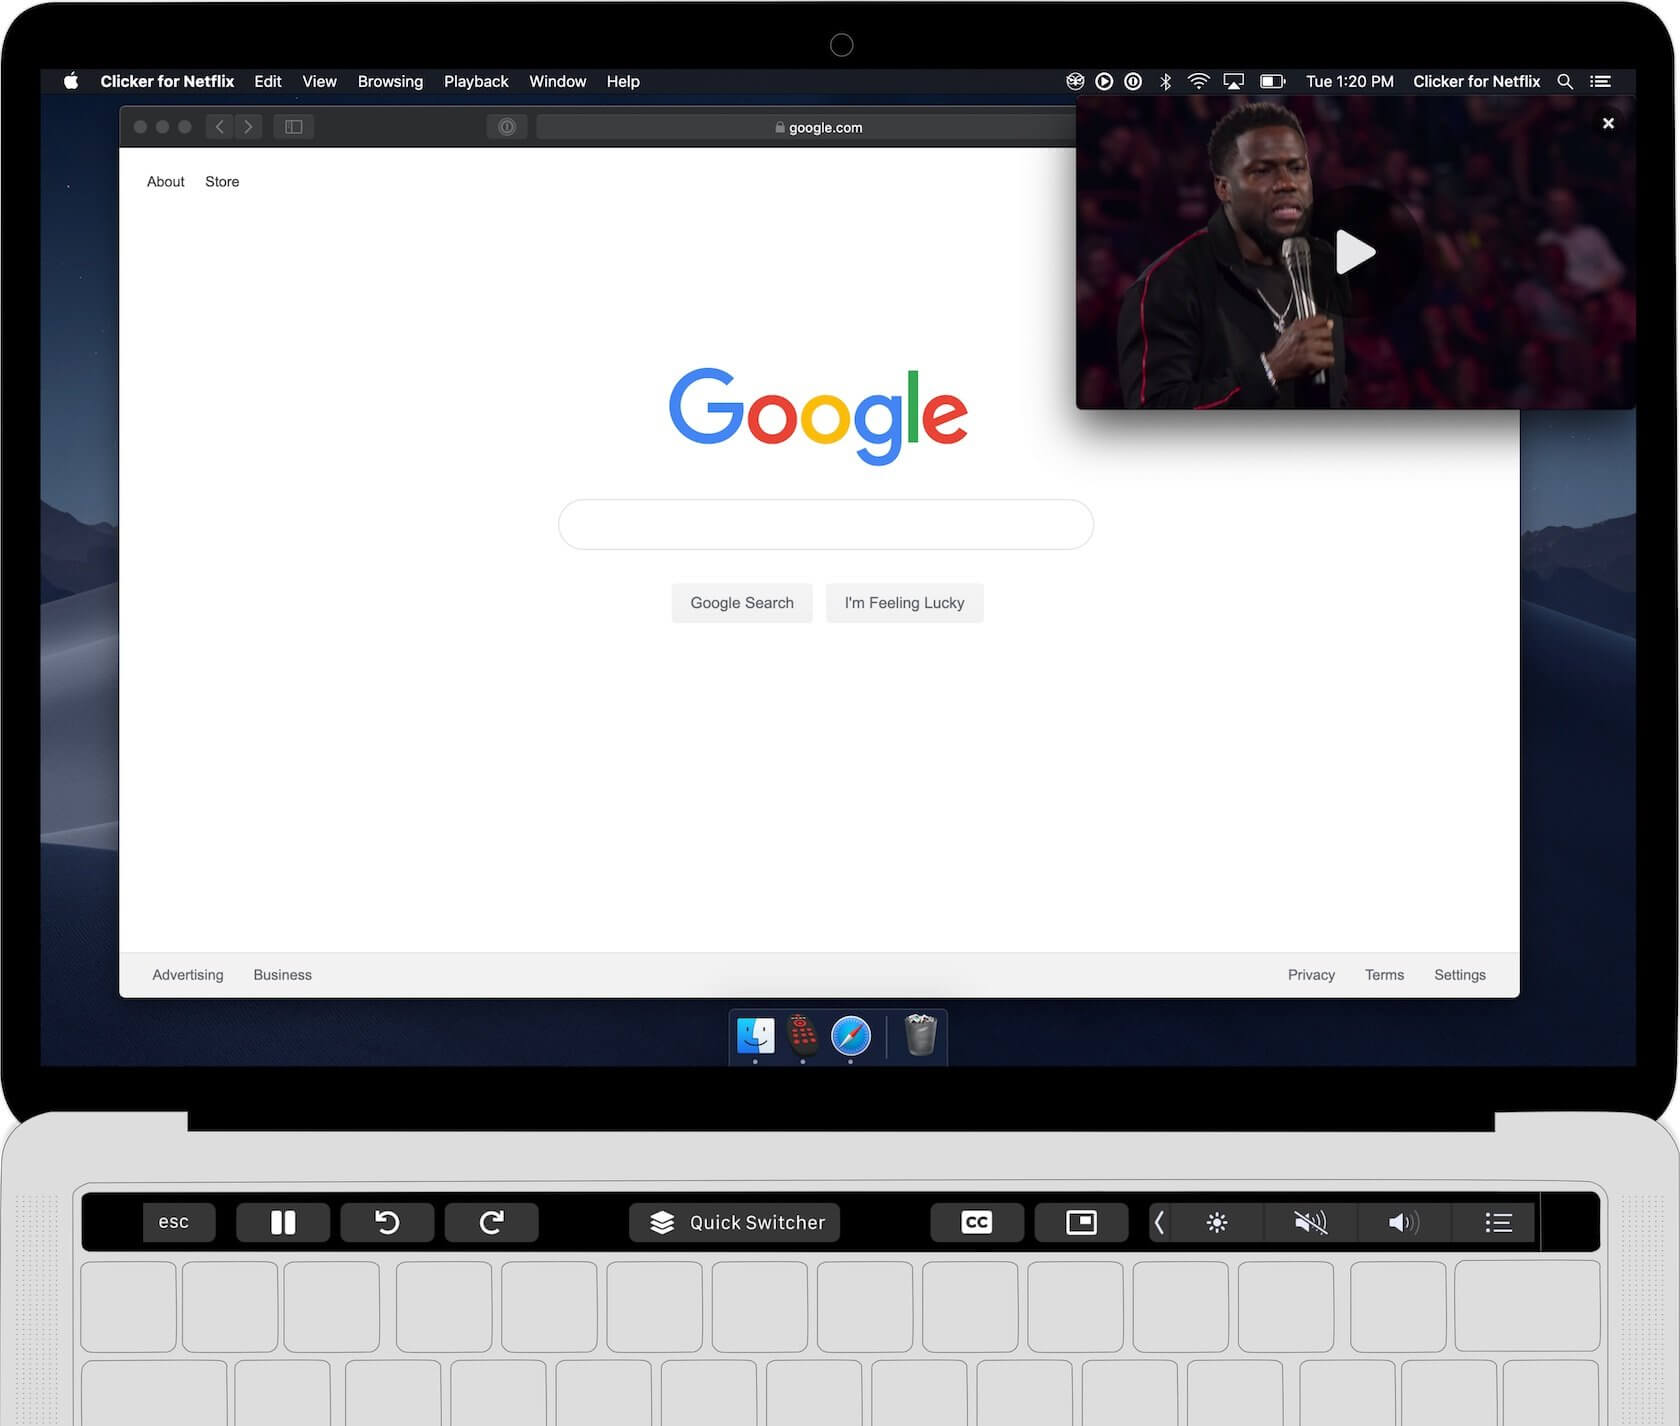 Clicker for Netflix Edit View Browsing Playback Window Help Tue 1:20 PM Clicker for Netflix
google.com
About Store
Google
Google Search I'm Feeling Lucky
Advertising Business Privacy Terms Settings
esc Quick Switcher CC